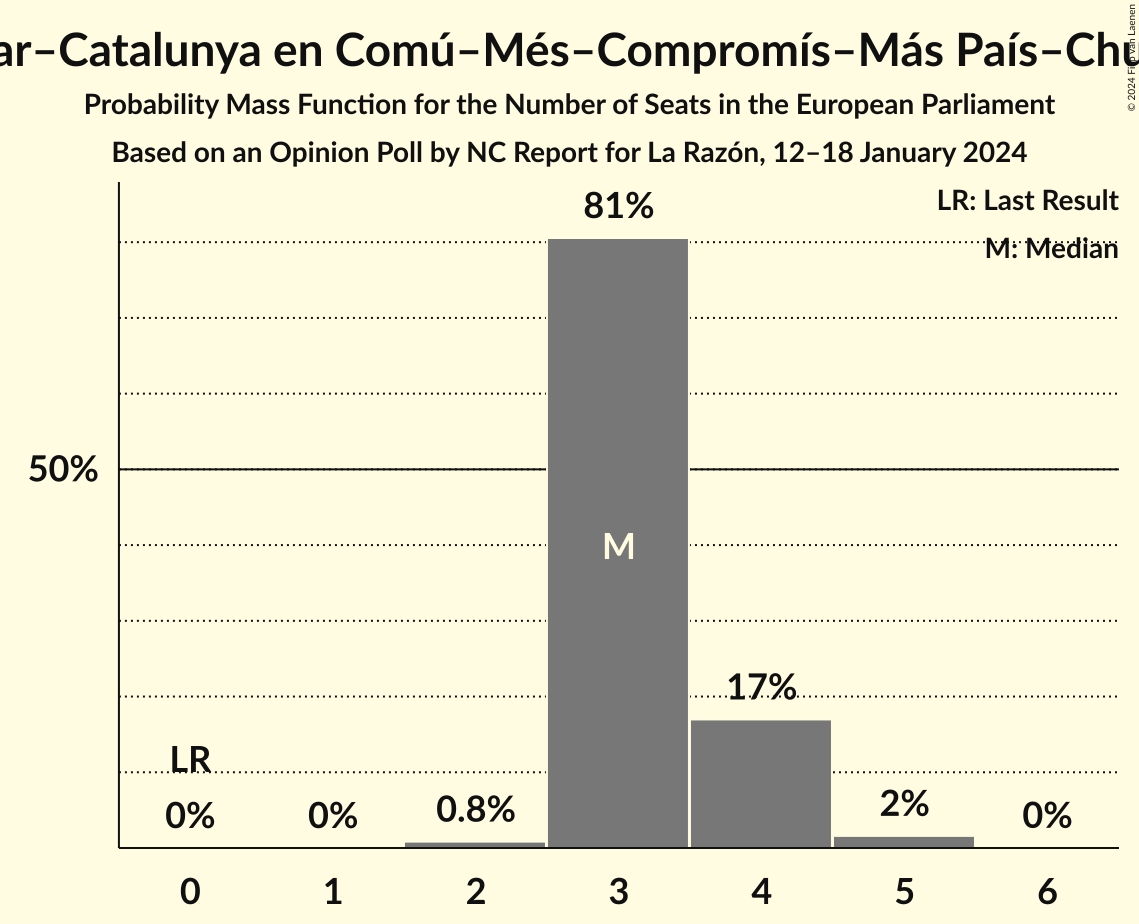 ar–Catalunya en Comú–Més–Compromís–Más País–Chu
© 2024 Filip van Laenen
Probability Mass Function for the Number of Seats in the European Parliament
Based on an Opinion Poll by NC Report for La Razón, 12–18 January 2024
LR: Last Result
M: Median
81%
50%
M
17%
LR
0%
0%
0.8%
2%
0%
0 1 2 3 4 5 6